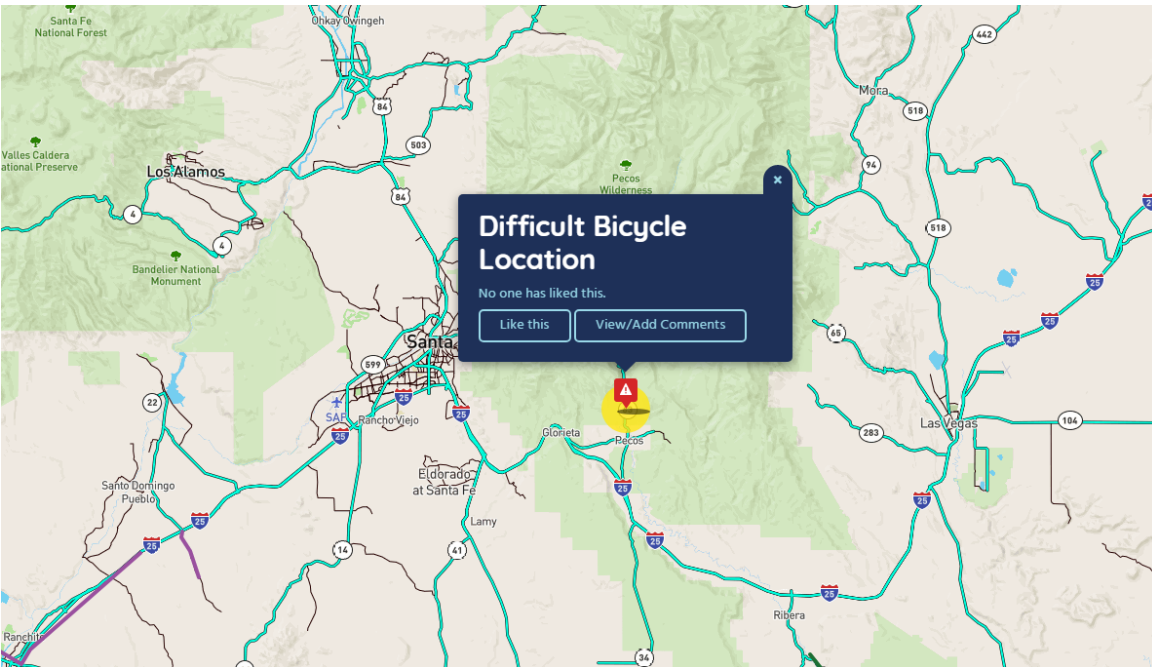 Santa Fe
National Forest
Ohkay Owingeh
442
Mora
84
518
503
Valles Caldera
ational Preserve
Los Alamos
94
Pecos
Wilderness
×
84
4
4
518
Difficult Bicycle
Location
Bandelier National
Monument
25
No one has liked this.
Like this
View/Add Comments
25
25
65
Santa
599
22
SAF
Rancho Viejo
25
25
25
Glorieta
Pecos
283
Las Vegas
104
Eldorado
at Santa Fe
Santo Domingo
Pueblo
25
25
25
Lamy
25
14
41
25
25
Ribera
Ranchit
34